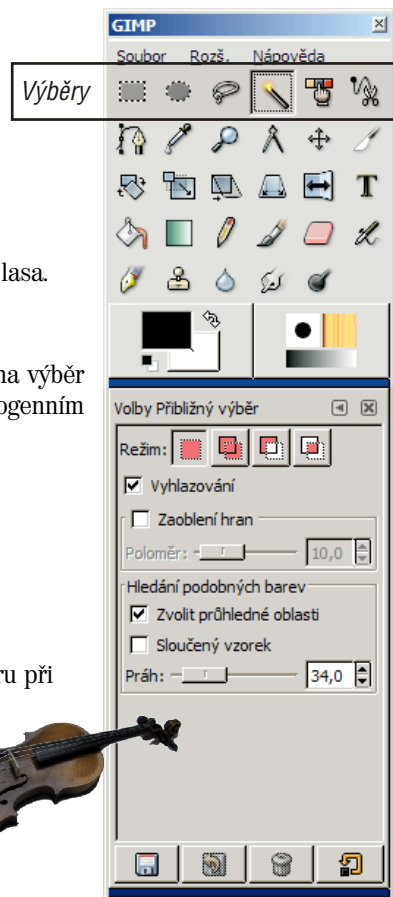 GIMP
Soubor Rozš. Nápověda
Výběry
T
lasa.
na výběr
ogenním
Volby Přibližný výběr
Režim:
Vyhlazování
Zaoblení hran
Poloměr: 10,0
Hledání podobných barev
Zvolit průhledné oblasti
Sloučený vzorek
Práh: 34,0
ru při